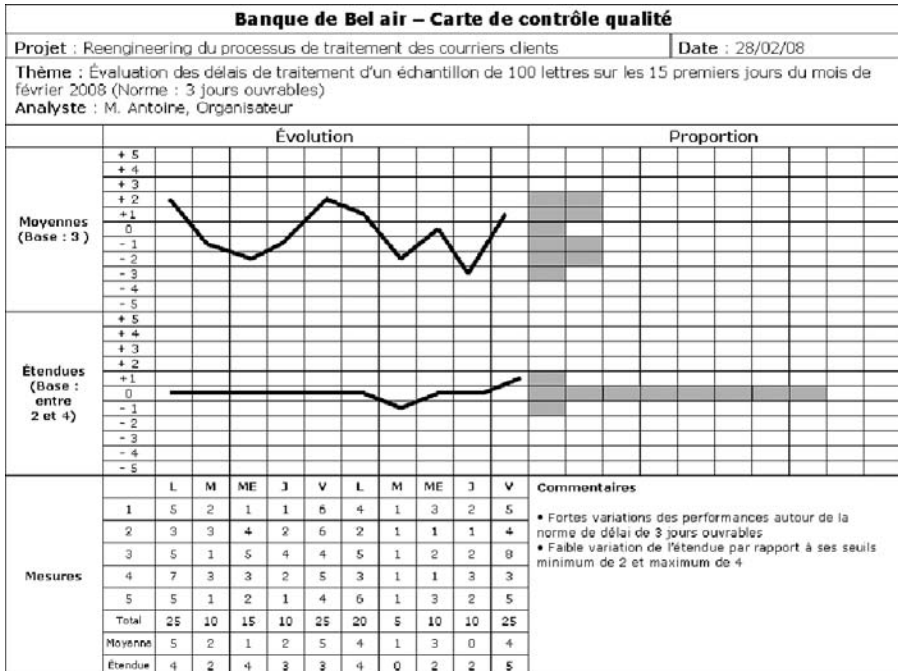 Banque de Bel air – Carte de contrôle qualité
Projet : Reengineering du processus de traitement des courriers clients
Date : 28/02/08
Thème : Évaluation des délais de traitement d'un échantillon de 100 lettres sur les 15 premiers jours du mois de
février 2008 (Norme : 3 jours ouvrables)
Analyste : M. Antoine, Organisateur
Évolution Proportion
Moyennes
(Base : 3 )
+ 5
+ 4
+ 3
+ 2
+1
0
- 1
- 2
- 3
- 4
- 5
Étendues
(Base :
entre
2 et 4)
+ 5
+ 4
+ 3
+ 2
+1
0
- 1
- 2
- 3
- 4
- 5
Mesures
L M ME J V L M ME J V
1 5 2 1 1 6 4 1 3 2 5
2 3 3 4 2 6 2 1 1 1 4
3 5 1 5 4 4 5 1 2 2 8
4 7 3 3 2 5 3 1 1 3 3
5 5 1 2 1 4 6 1 3 2 5
Total 25 10 15 10 25 20 5 10 10 25
Moyenne 5 2 1 2 5 4 1 3 0 4
Étendue 4 2 4 3 3 4 0 2 2 5
Commentaires
• Fortes variations des performances autour de la
norme de délai de 3 jours ouvrables
• Faible variation de l'étendue par rapport à ses seuils
minimum de 2 et maximum de 4